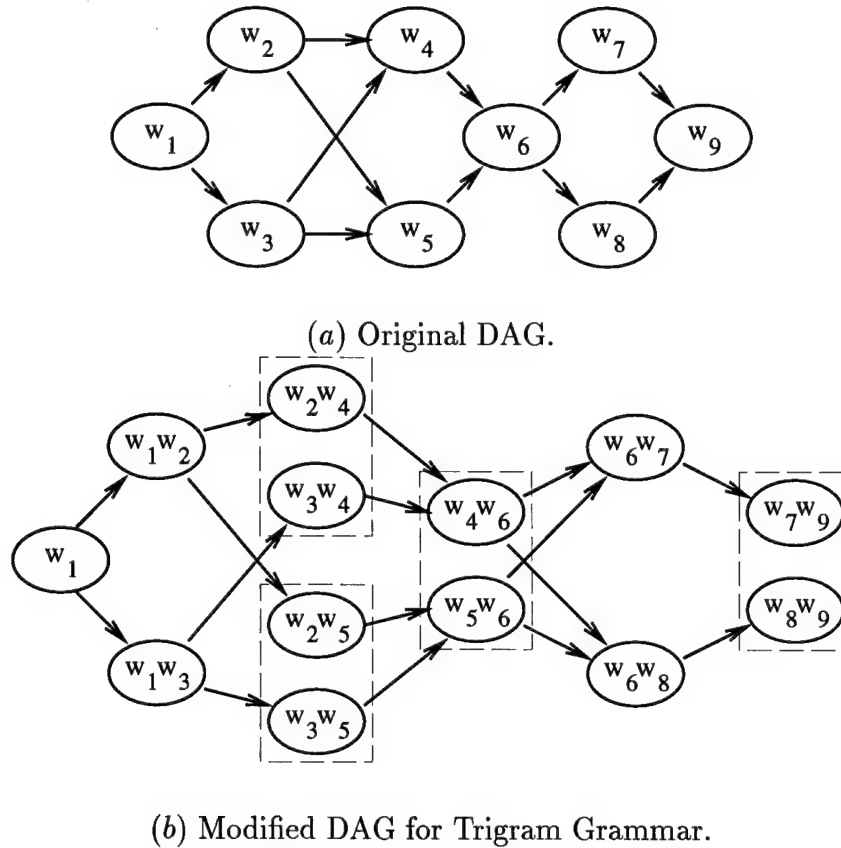 w2 w4 w7
w1 w6 w9
w3 w5 w8
(a) Original DAG.
w2w4
w1w2 w6w7
w3w4 w4w6 w7w9
w1
w2w5 w5w6 w8w9
w1w3 w6w8
w3w5
(b) Modified DAG for Trigram Grammar.